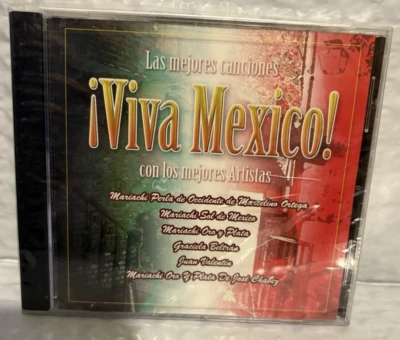 Las mejores canciones
¡Viva Mexico!
con los mejores Artistas
Mariachi Perla de Occidente de Marcelino Ortega
Mariachi Sol de Mexico
Mariachi Oro y Plata
Graciela Beltrán
Juan Valentin
Mariachi Oro Y Plata De José Chabez